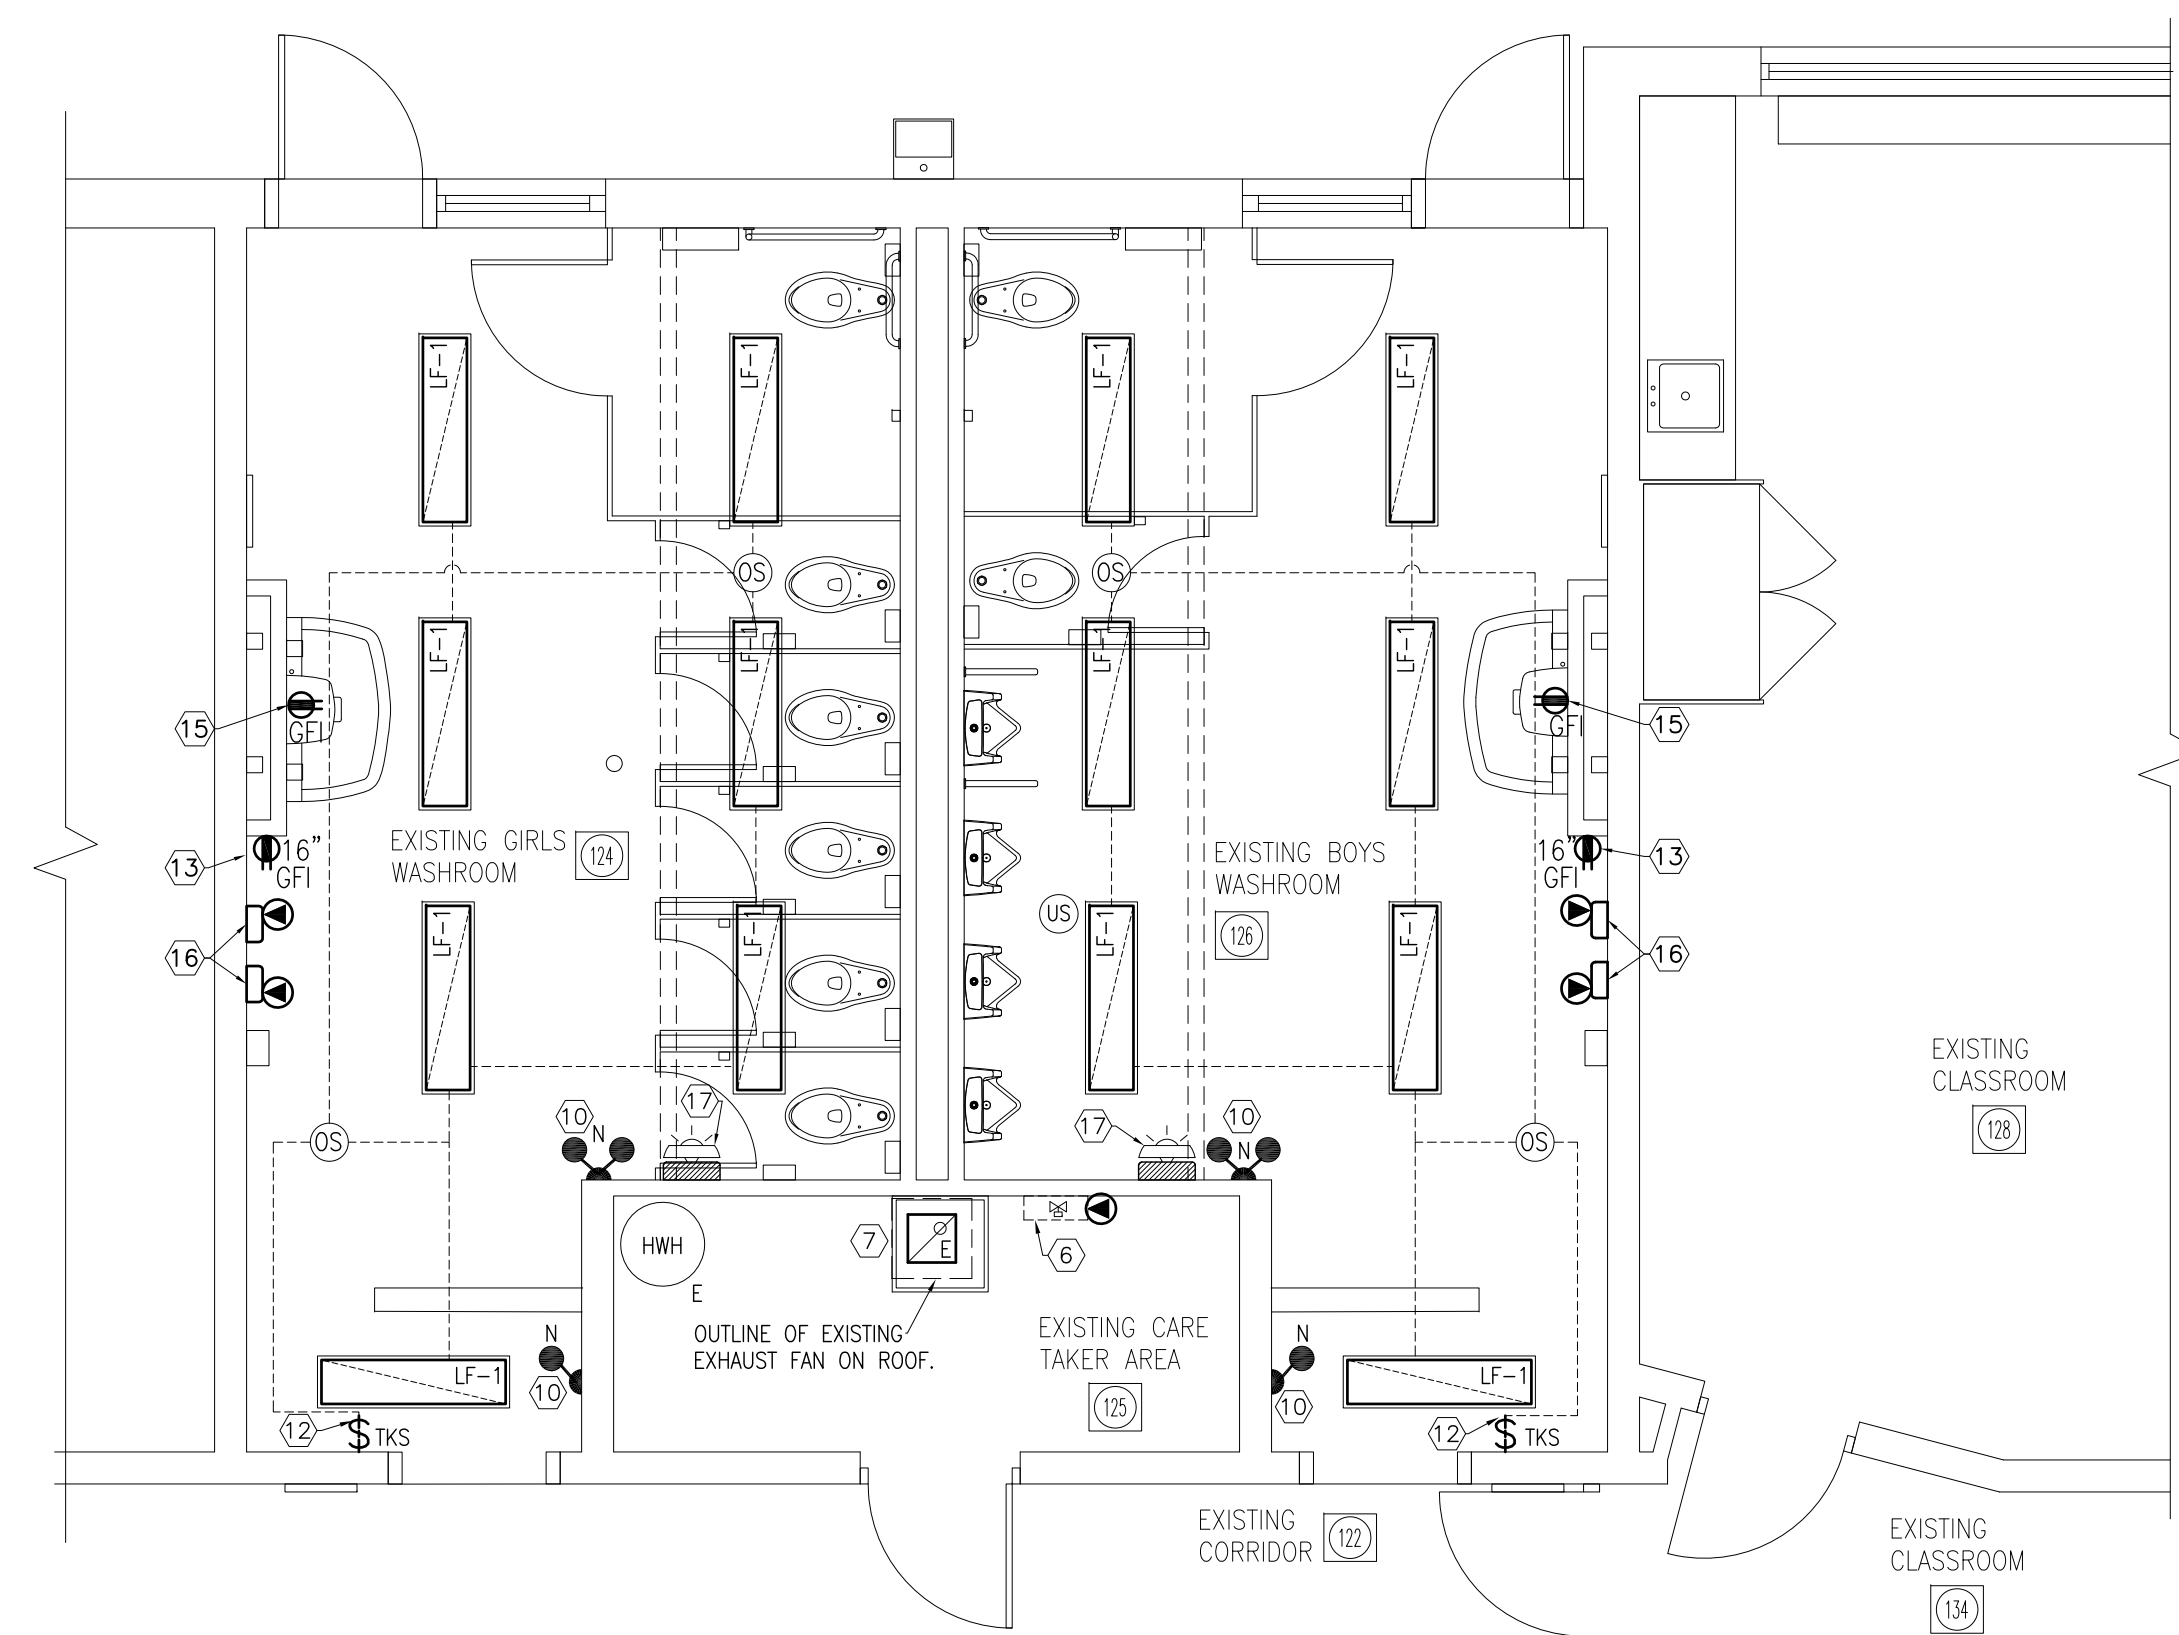 LF-1
LF-1
LF-1
LF-1
OS
OS
LF-1
LF-1
LF-1
LF-1
15
GFI
GFI
15
EXISTING GIRLS
WASHROOM
124
EXISTING BOYS
WASHROOM
126
13
16"
GFI
16"
GFI
13
US
LF-1
LF-1
LF-1
LF-1
16
16
EXISTING
CLASSROOM
128
10
N
17
17
10
N
OS
OS
HWH
E
7
E
6
OUTLINE OF EXISTING
EXHAUST FAN ON ROOF.
EXISTING CARE
TAKER AREA
125
N
10
N
10
LF-1
LF-1
12
$ TKS
12
$ TKS
EXISTING
CORRIDOR
122
EXISTING
CLASSROOM
134